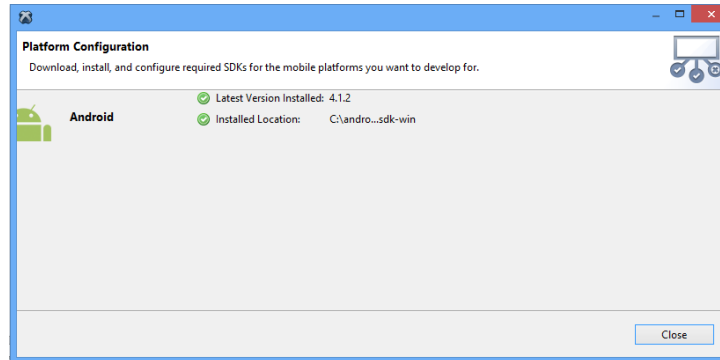 Platform Configuration
Download, install, and configure required SDKs for the mobile platforms you want to develop for.
Android
Latest Version Installed: 4.1.2
Installed Location: C:\andro...sdk-win
Close